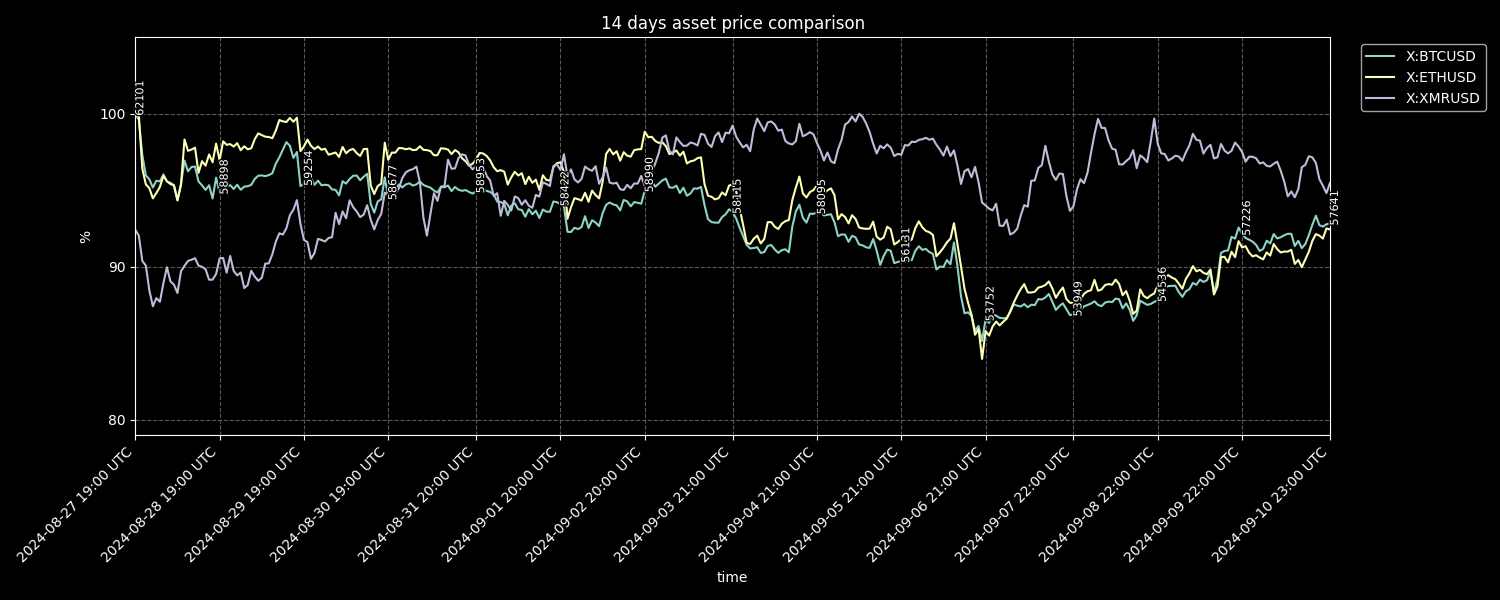 14 days asset price comparison
X:BTCUSD
X:ETHUSD
X:XMRUSD
%
100
90
80
62101
58898
59254
58677
58953
58422
58990
58115
58095
56131
53752
53949
54536
57226
57641
2024-08-27 19:00 UTC
2024-08-28 19:00 UTC
2024-08-29 19:00 UTC
2024-08-30 19:00 UTC
2024-08-31 20:00 UTC
2024-09-01 20:00 UTC
2024-09-02 20:00 UTC
2024-09-03 21:00 UTC
2024-09-04 21:00 UTC
2024-09-05 21:00 UTC
2024-09-06 21:00 UTC
2024-09-07 22:00 UTC
2024-09-08 22:00 UTC
2024-09-09 22:00 UTC
2024-09-10 23:00 UTC
time